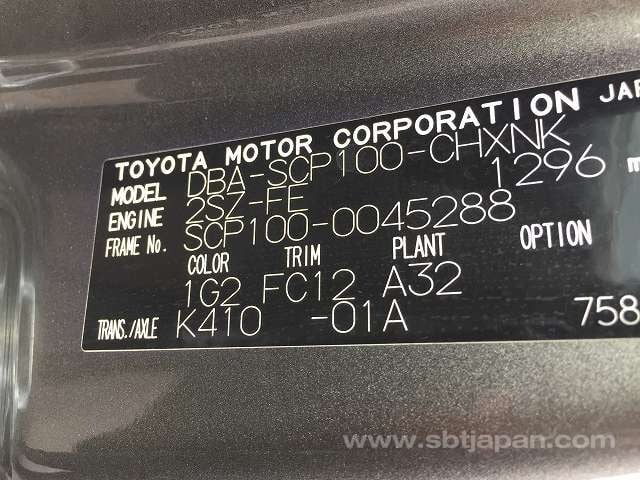 TOYOTA MOTOR CORPORATION JAP
MODEL DBA-SCP100-CHXNK
ENGINE 2SZ-FE 1296 m
FRAME No. SCP100-0045288
COLOR TRIM PLANT OPTION
1G2 FC12 A32
TRANS./AXLE K410 -01A 758
www.sbtjapan.com